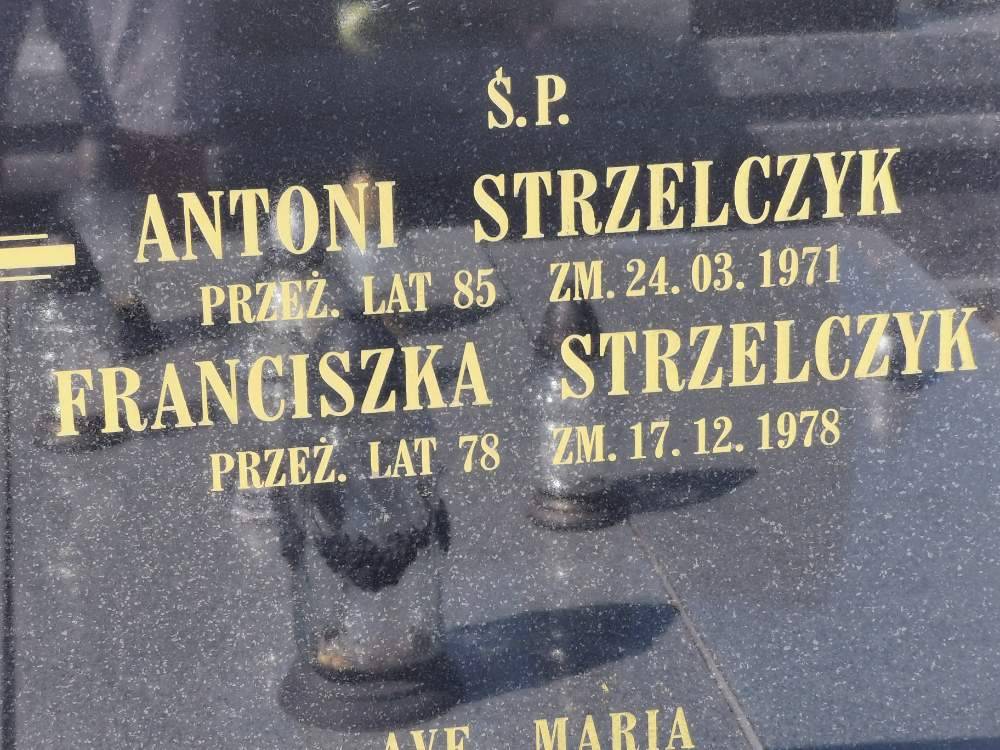 Ś.P.
ANTONI STRZELCZYK
PRZEŻ. LAT 85 ZM. 24. 03. 1971
FRANCISZKA STRZELCZYK
PRZEŻ. LAT 78 ZM. 17. 12. 1978
AVE MARIA